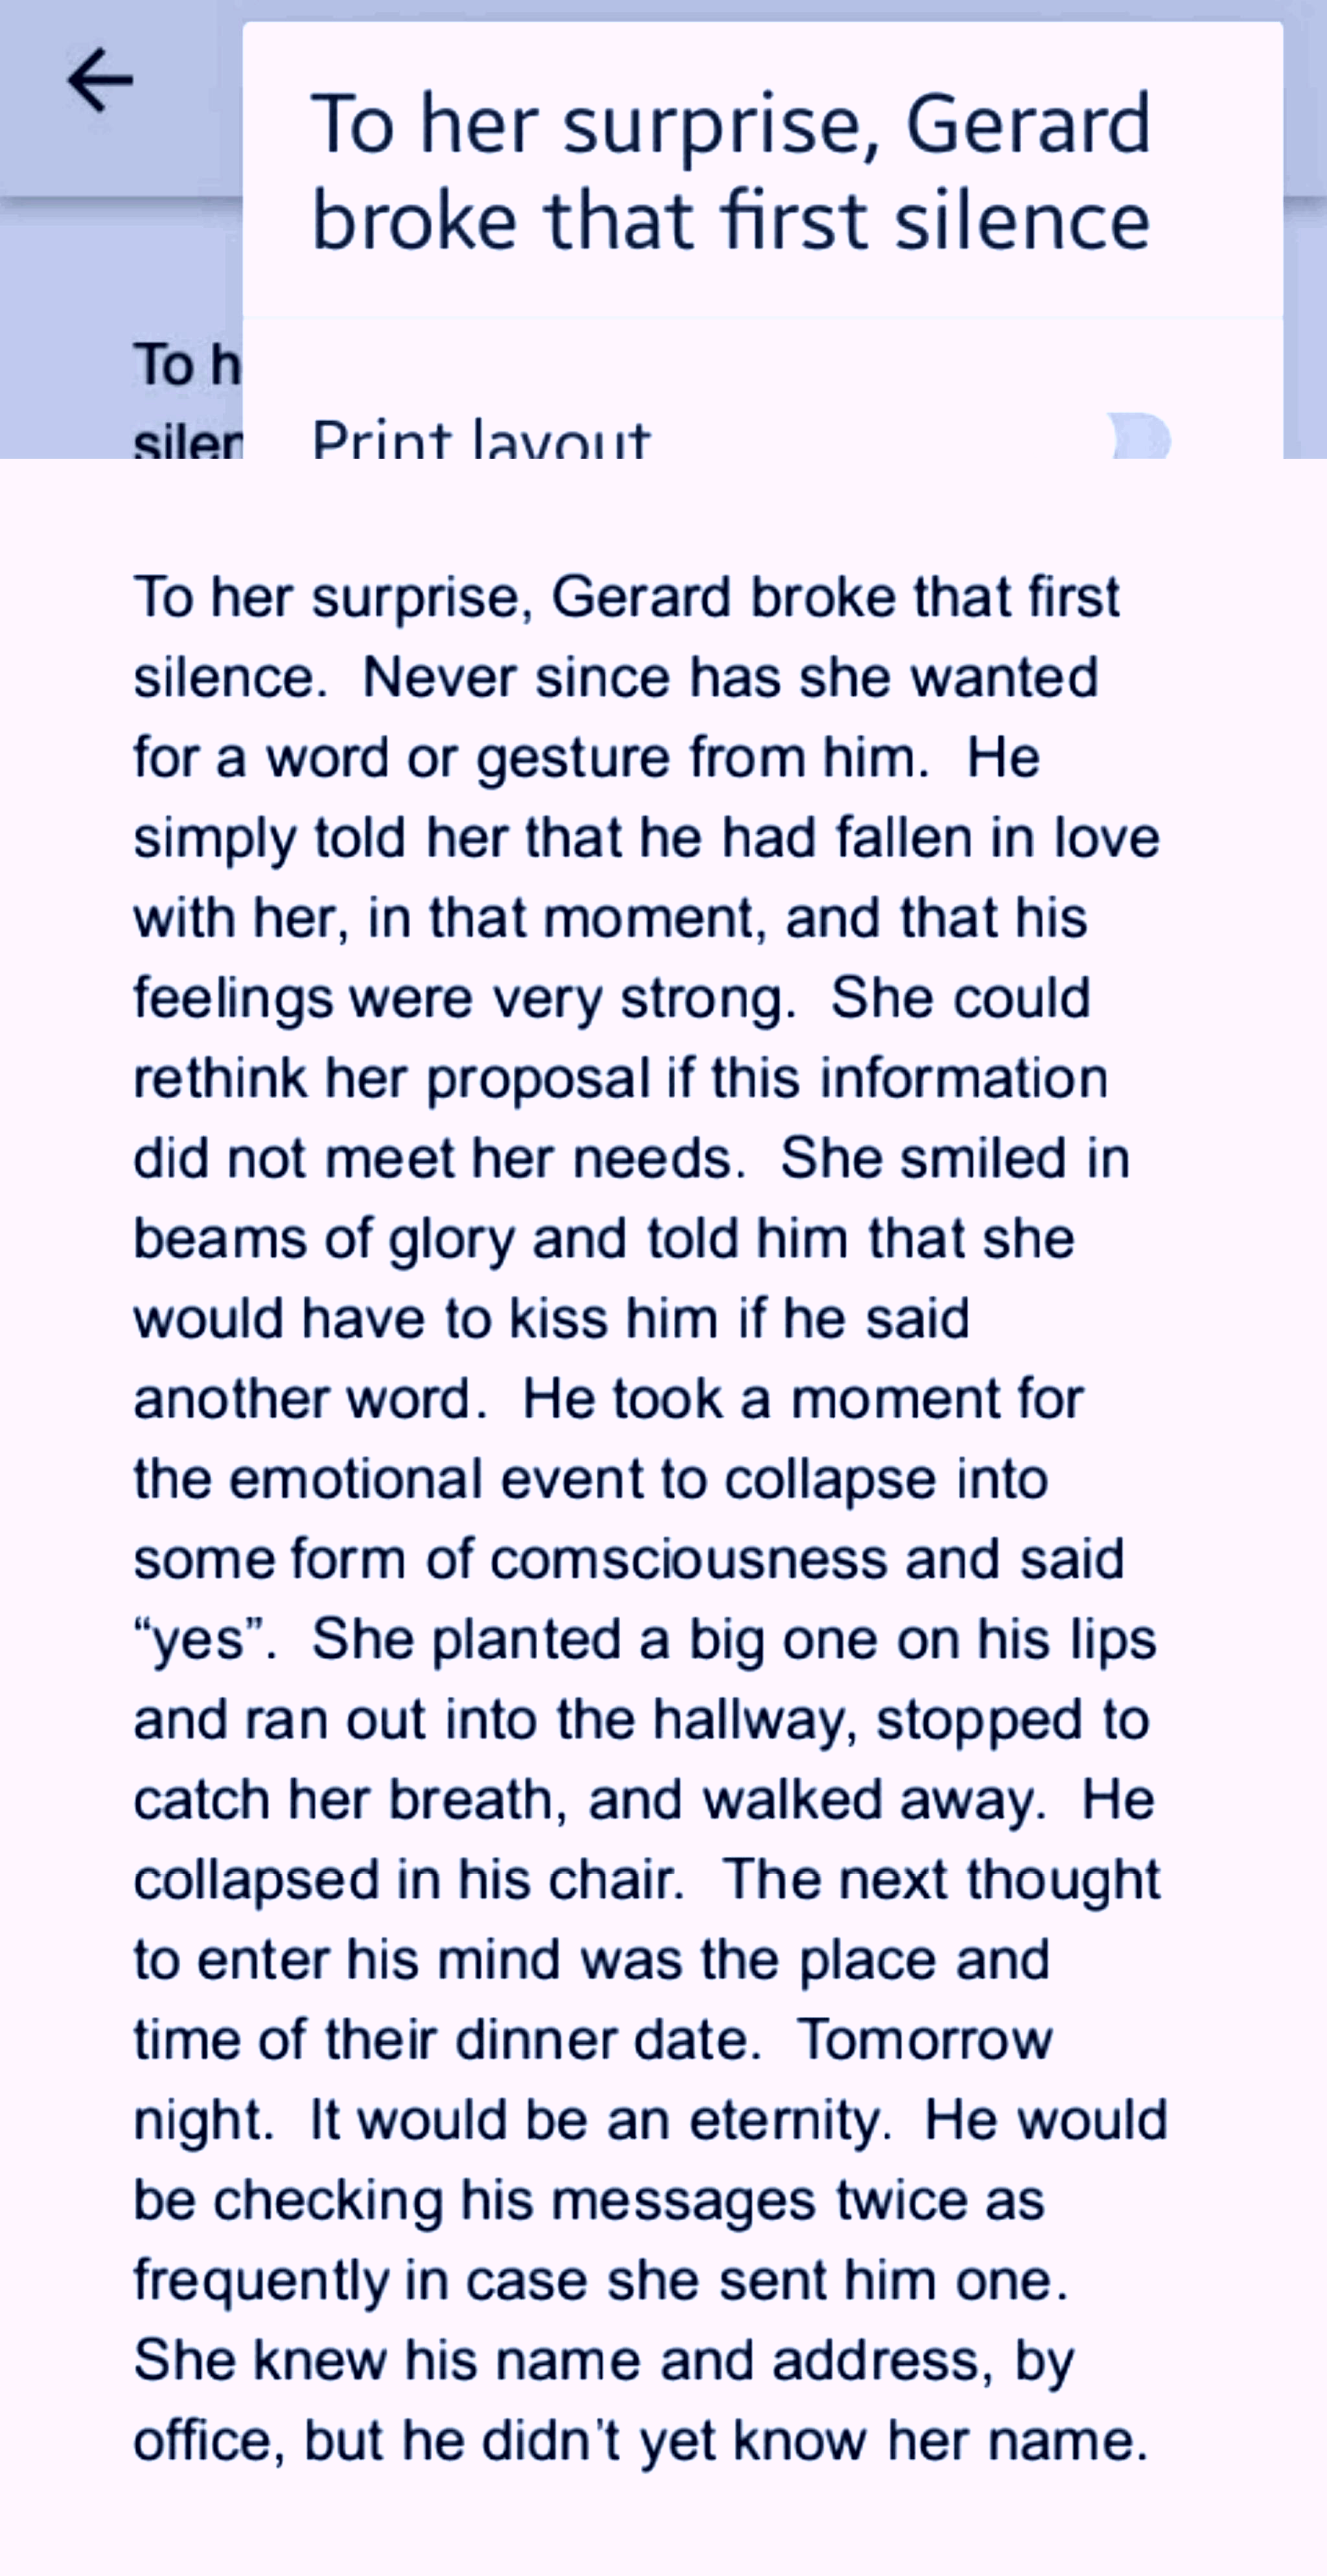 To her surprise, Gerard
broke that first silence
To h
silen
Print layout
To her surprise, Gerard broke that first
silence.  Never since has she wanted
for a word or gesture from him.  He
simply told her that he had fallen in love
with her, in that moment, and that his
feelings were very strong.  She could
rethink her proposal if this information
did not meet her needs.  She smiled in
beams of glory and told him that she
would have to kiss him if he said
another word.  He took a moment for
the emotional event to collapse into
some form of comsciousness and said
“yes”.  She planted a big one on his lips
and ran out into the hallway, stopped to
catch her breath, and walked away.  He
collapsed in his chair.  The next thought
to enter his mind was the place and
time of their dinner date.  Tomorrow
night.  It would be an eternity.  He would
be checking his messages twice as
frequently in case she sent him one.
She knew his name and address, by
office, but he didn’t yet know her name.